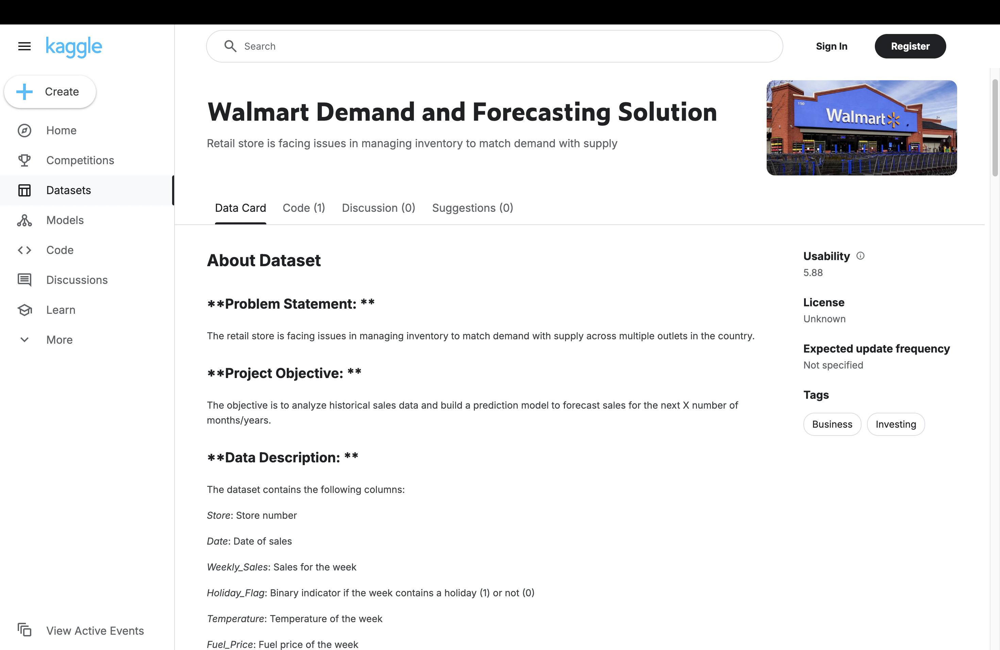 kaggle
Search
Sign In
Register
Create
Home
Competitions
Datasets
Models
Code
Discussions
Learn
More
View Active Events
Walmart Demand and Forecasting Solution
Retail store is facing issues in managing inventory to match demand with supply
150
Walmart
Data Card
Code (1)
Discussion (0)
Suggestions (0)
About Dataset
**Problem Statement: **
The retail store is facing issues in managing inventory to match demand with supply across multiple outlets in the country.
**Project Objective: **
The objective is to analyze historical sales data and build a prediction model to forecast sales for the next X number of
months/years.
**Data Description: **
The dataset contains the following columns:
Store: Store number
Date: Date of sales
Weekly_Sales: Sales for the week
Holiday_Flag: Binary indicator if the week contains a holiday (1) or not (0)
Temperature: Temperature of the week
Fuel_Price: Fuel price of the week
Usability
5.88
License
Unknown
Expected update frequency
Not specified
Tags
Business
Investing